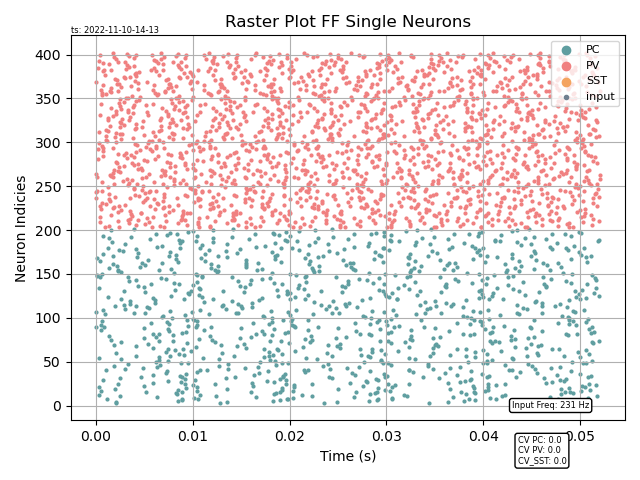 Raster Plot FF Single Neurons
ts: 2022-11-10-14-13
PC
PV
SST
input
Neuron Indicies
400
350
300
250
200
150
100
50
0
Input Freq: 231 Hz
0.00 0.01 0.02 0.03 0.04 0.05
Time (s)
CV PC: 0.0
CV PV: 0.0
CV_SST: 0.0